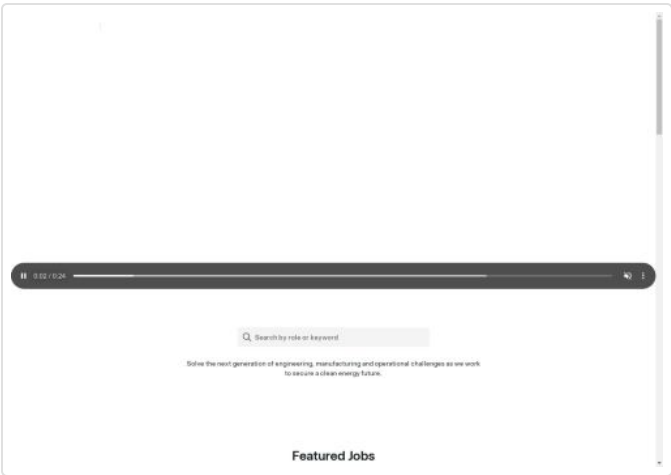 0:02 / 0:24
Search by role or keyword
Solve the next generation of engineering, manufacturing and operational challenges as we work
to secure a clean energy future.
Featured Jobs